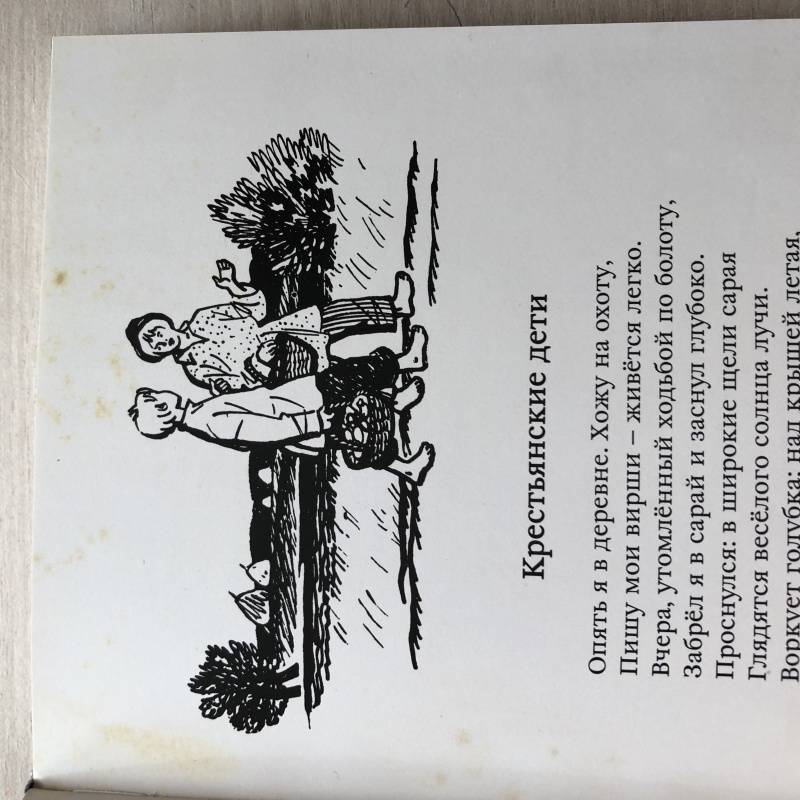 Крестьянские дети
Опять я в деревне. Хожу на охоту,
Пишу мои вирши – живётся легко.
Вчера, утомлённый ходьбой по болоту,
Забрёл я в сарай и заснул глубоко.
Проснулся: в широкие щели сарая
Глядятся весёлого солнца лучи.
Воркует голубка; над крышей летая,